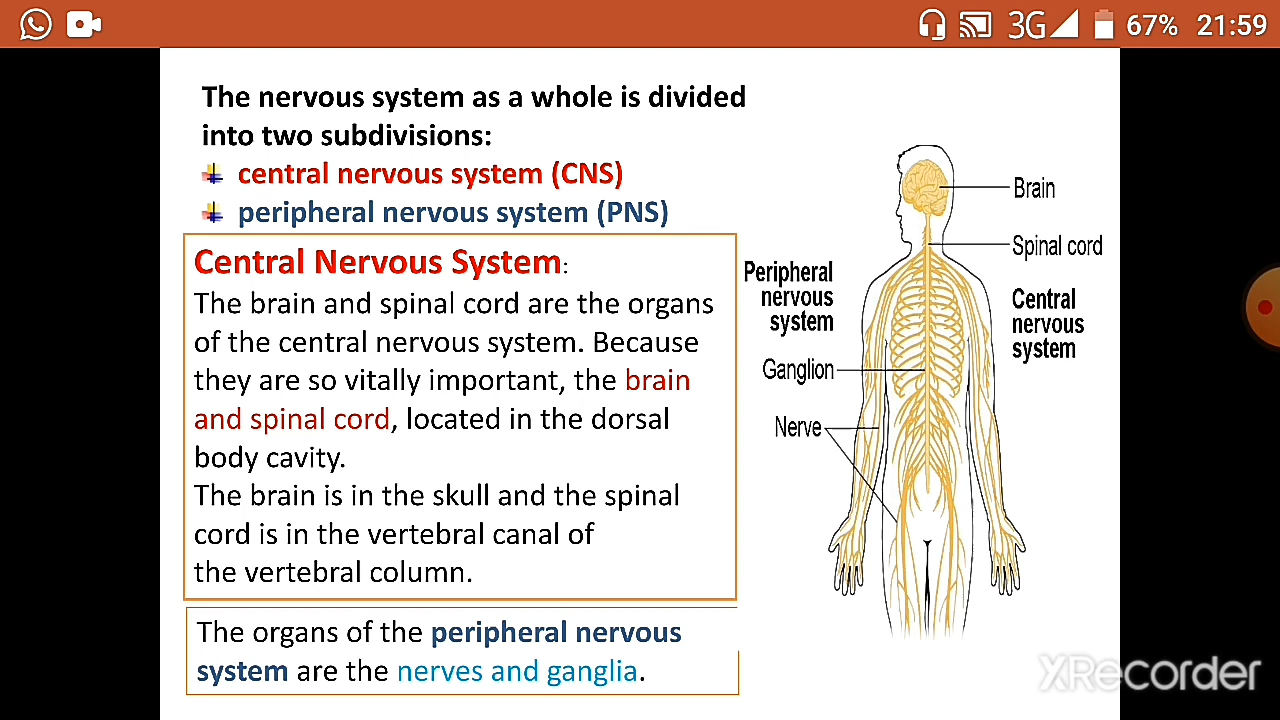 3G 67% 21:59
The nervous system as a whole is divided
into two subdivisions:
central nervous system (CNS)
peripheral nervous system (PNS)
Central Nervous System:
The brain and spinal cord are the organs
of the central nervous system. Because
they are so vitally important, the brain
and spinal cord, located in the dorsal
body cavity.
The brain is in the skull and the spinal
cord is in the vertebral canal of
the vertebral column.
The organs of the peripheral nervous
system are the nerves and ganglia.
Brain
Spinal cord
Peripheral
nervous
system
Central
nervous
system
Ganglion
Nerve
XRecorder